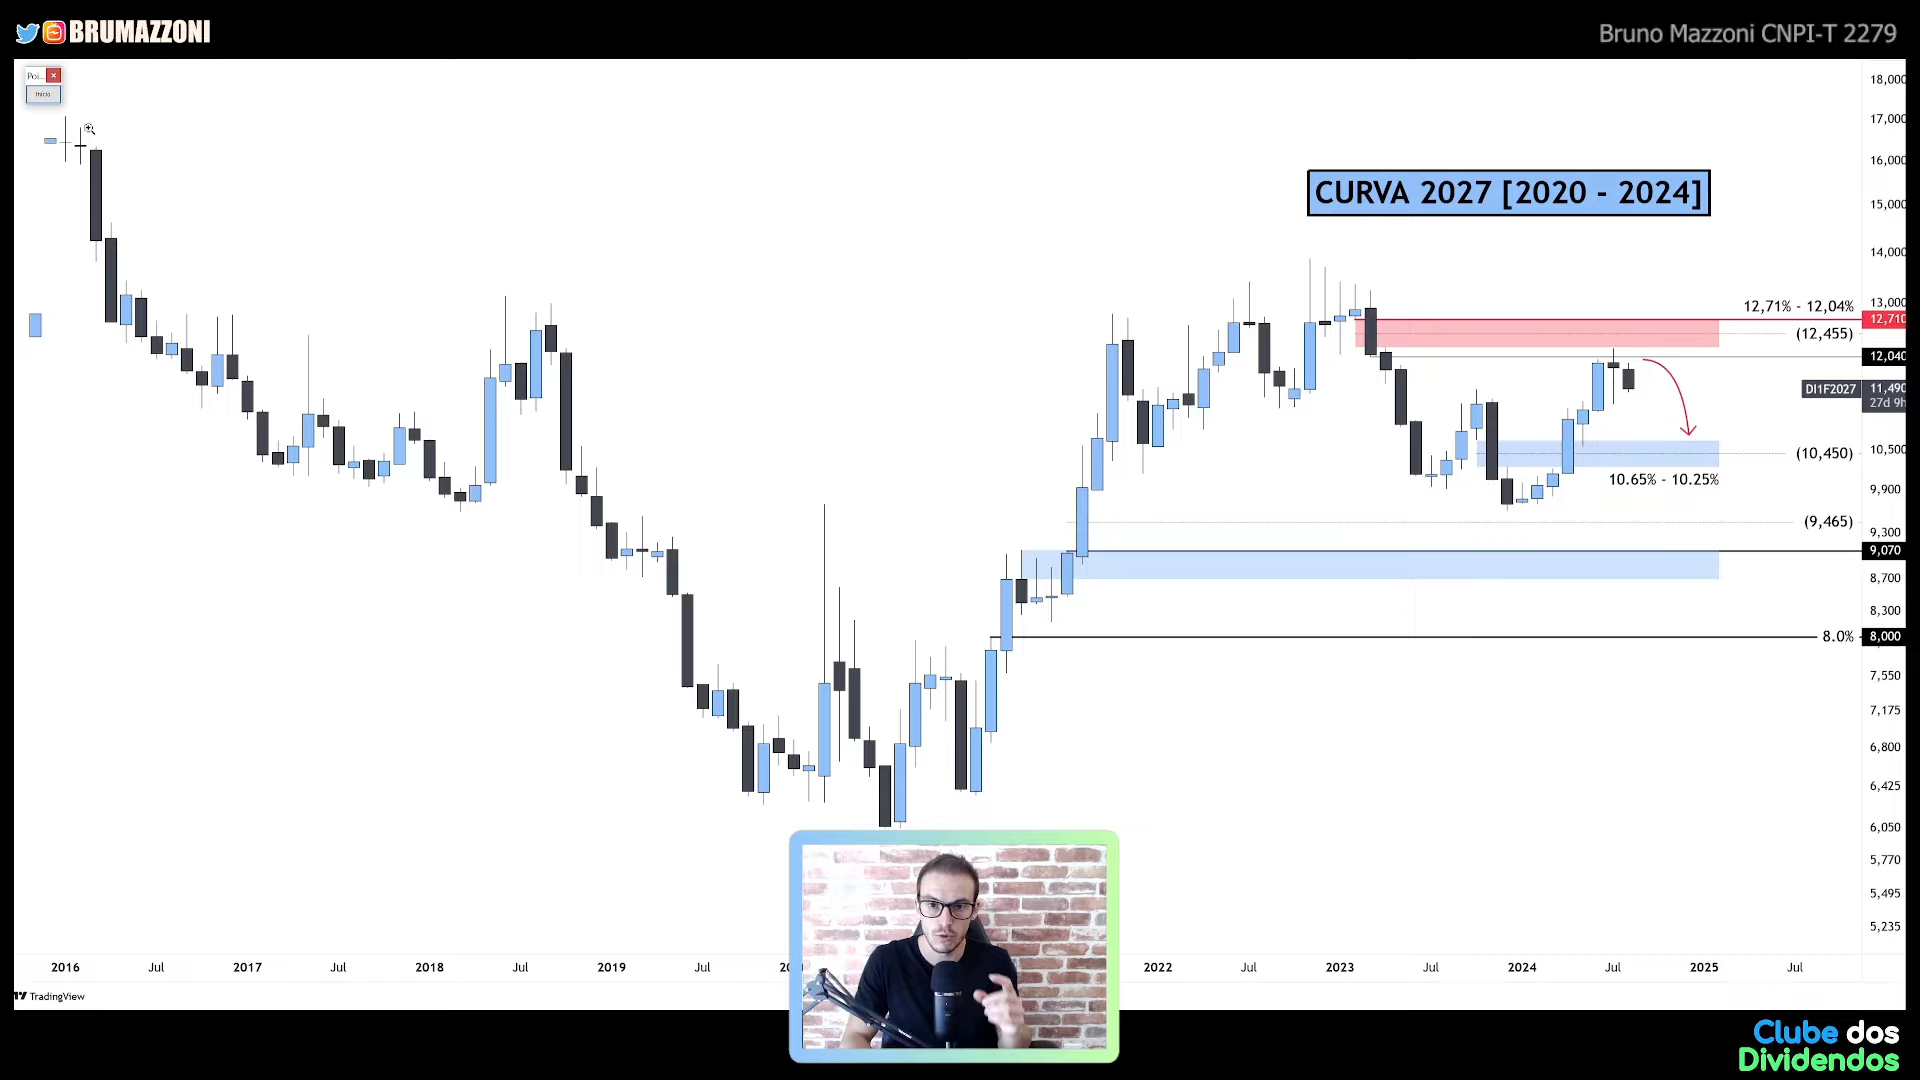 BRUMAZZONI
Bruno Mazzoni CNPI-T 2279
Poi...
Início
CURVA 2027 [2020 - 2024]
12,71% - 12,04%
(12,455)
DI1F2027
(10,450)
10.65% - 10.25%
(9,465)
8.0%
18,000
17,000
16,000
15,000
14,000
13,000
12,710
12,040
11,490
27d 9h
10,500
9,900
9,300
9,070
8,700
8,300
8,000
7,550
7,175
6,800
6,425
6,050
5,770
5,495
5,235
2016 Jul 2017 Jul 2018 Jul 2019 Jul 2022 Jul 2023 Jul 2024 Jul 2025 Jul
TradingView
Clube dos
Dividendos